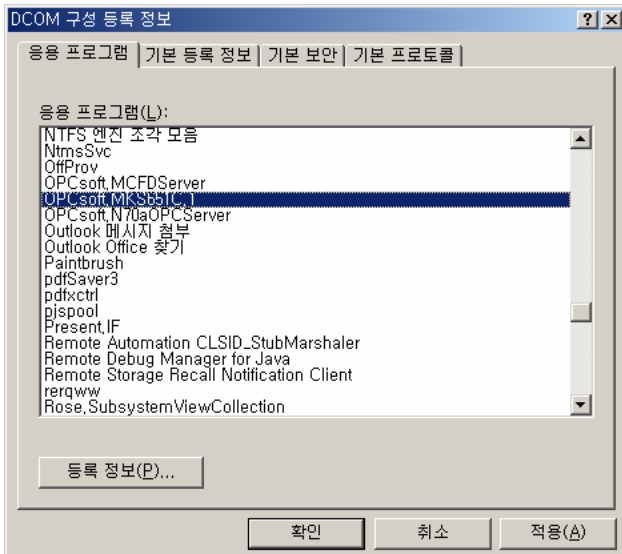 DCOM 구성 등록 정보
응용 프로그램 기본 등록 정보 기본 보안 기본 프로토콜
응용 프로그램(L):
NTFS 엔진 조각 모음
NtmsSvc
OffProv
OPCsoft,MCFDServer
OPCsoft,MKS651C,1
OPCsoft,N70aOPCServer
Outlook 메시지 첨부
Outlook Office 찾기
Paintbrush
pdfSaver3
pdfxctrl
pjspool
Present,IF
Remote Automation CLSID_StubMarshaler
Remote Debug Manager for Java
Remote Storage Recall Notification Client
rerqww
Rose,SubsystemViewCollection
등록 정보(P)...
확인 취소 적용(A)